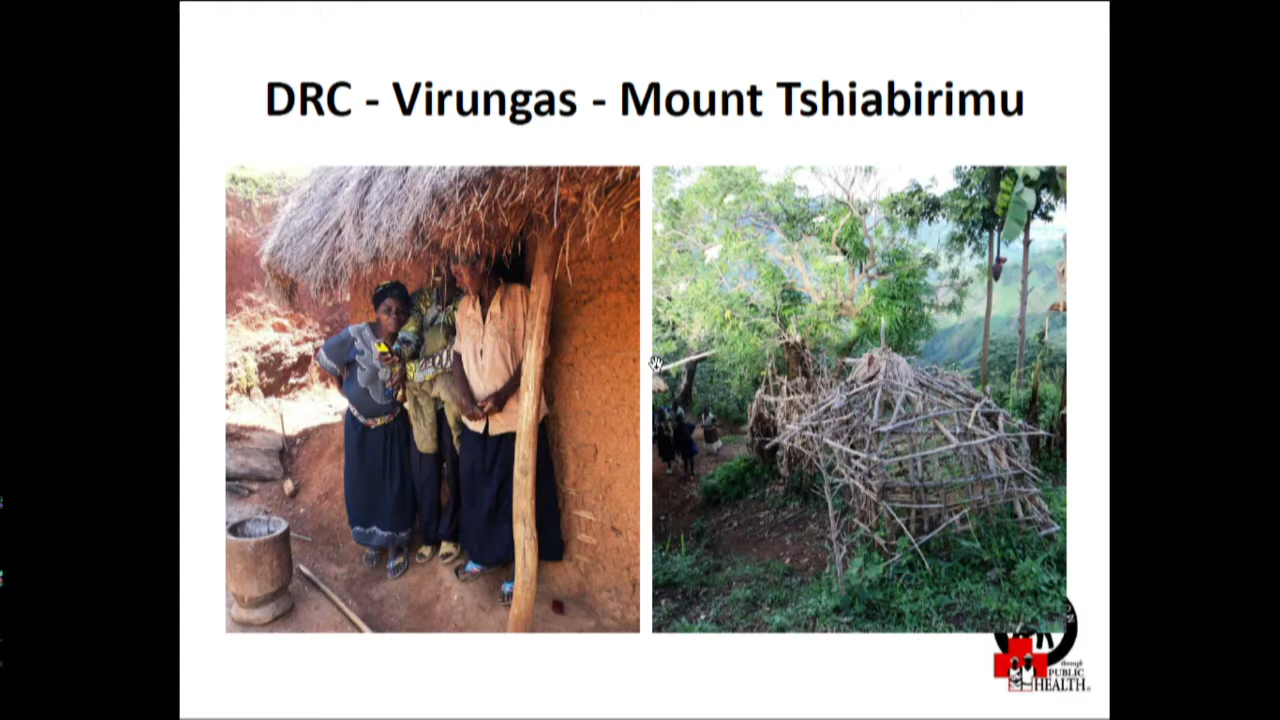 DRC - Virungas - Mount Tshiabirimu
through
PUBLIC
HEALTH